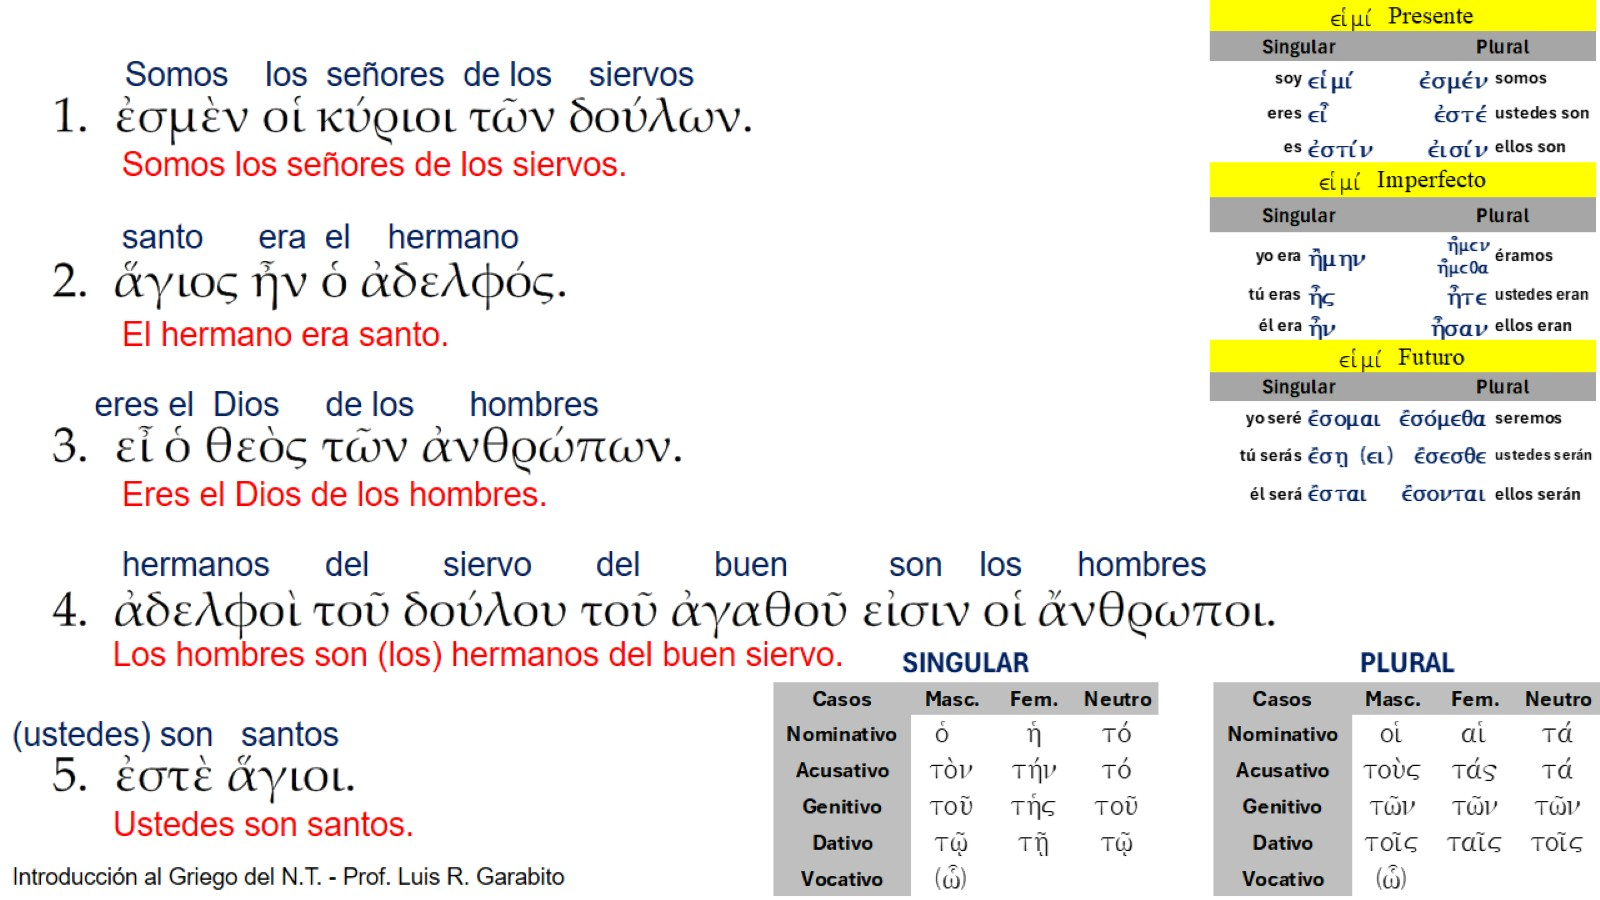 Somos los señores de los siervos
1. ἐσμὲν οἱ κύριοι τῶν δούλων.
Somos los señores de los siervos.
santo era el hermano
2. ἅγιος ἦν ὁ ἀδελφός.
El hermano era santo.
eres el Dios de los hombres
3. εἶ ὁ θεὸς τῶν ἀνθρώπων.
Eres el Dios de los hombres.
hermanos del siervo del buen son los hombres
4. ἀδελφοὶ τοῦ δούλου τοῦ ἀγαθοῦ εἰσιν οἱ ἄνθρωποι.
Los hombres son (los) hermanos del buen siervo.
(ustedes) son santos
5. ἐστὲ ἅγιοι.
Ustedes son santos.
Introducción al Griego del N.T. - Prof. Luis R. Garabito
εἰμί Presente
Singular Plural
soy εἰμί ἐσμέν somos
eres εἶ ἐστέ ustedes son
es ἐστίν ἐισίν ellos son
εἰμί Imperfecto
Singular Plural
yo era ἤμην ἦμεν ἤμεθα éramos
tú eras ἦς ἦτε ustedes eran
él era ἦν ἦσαν ellos eran
εἰμί Futuro
Singular Plural
yo seré ἔσομαι ἐσόμεθα seremos
tú serás ἔσῃ (ει) ἔσεσθε ustedes serán
él será ἔσται ἔσονται ellos serán
SINGULAR
Casos Masc. Fem. Neutro
Nominativo ὁ ἡ τό
Acusativo τὸν τήν τό
Genitivo τοῦ τἡς τοῦ
Dativo τῷ τῇ τῷ
Vocativo (ὦ)
PLURAL
Casos Masc. Fem. Neutro
Nominativo οἱ αἱ τά
Acusativo τοὺς τάς τά
Genitivo τῶν τῶν τῶν
Dativo τοῖς ταῖς τοῖς
Vocativo (ὦ)